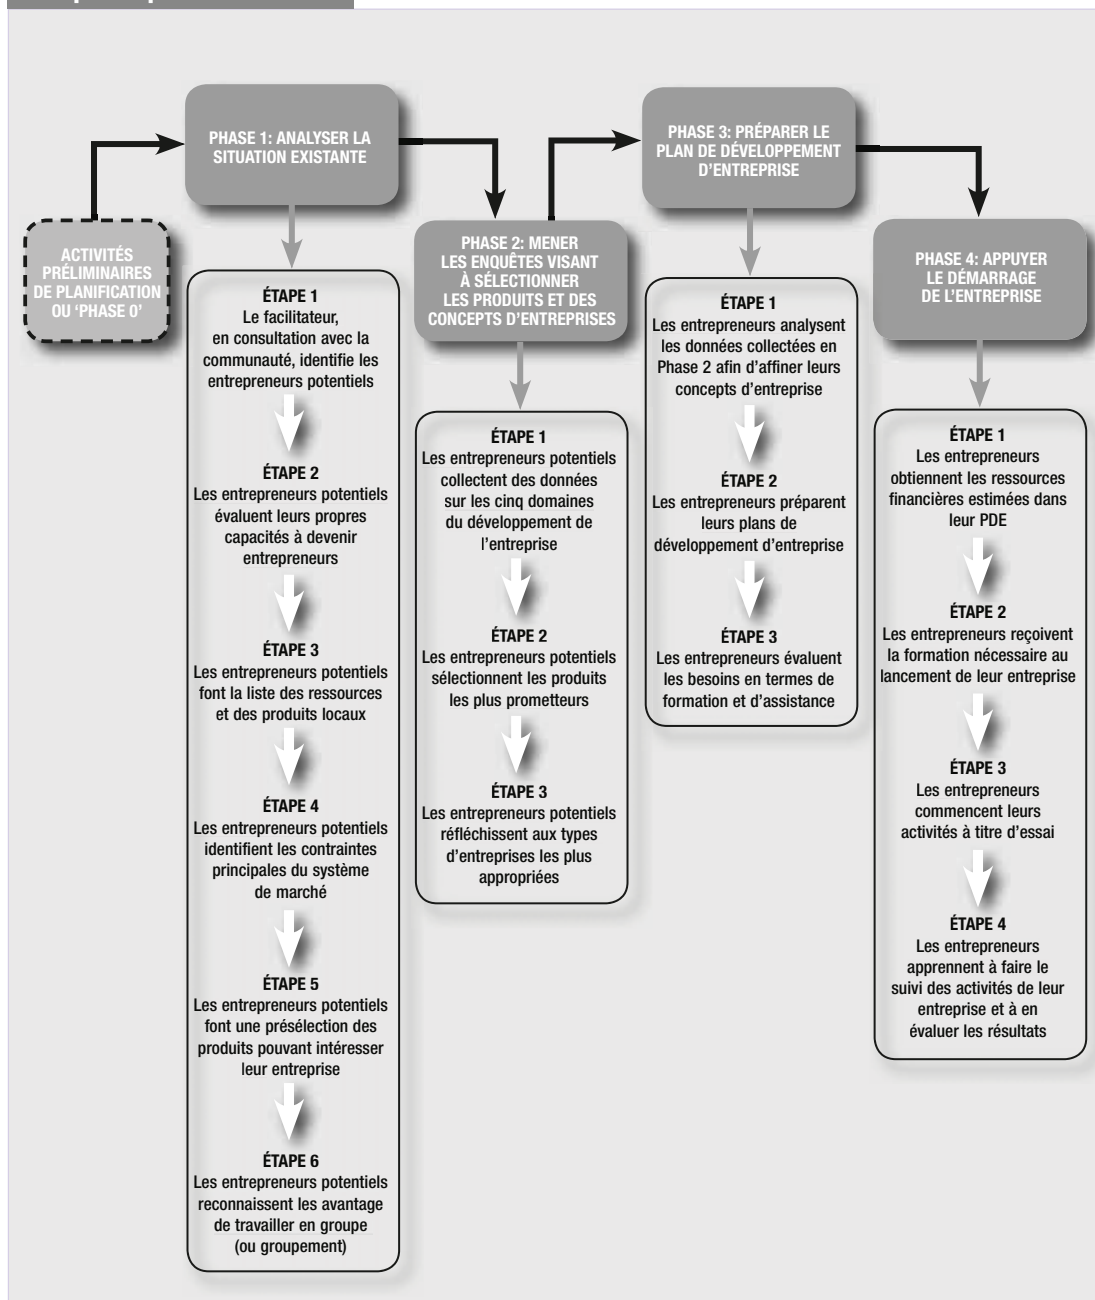 ACTIVITÉS
PRÉLIMINAIRES
DE PLANIFICATION
OU ‘PHASE 0’
PHASE 1: ANALYSER LA
SITUATION EXISTANTE
ÉTAPE 1
Le facilitateur,
en consultation avec la
communauté, identifie les
entrepreneurs potentiels
ÉTAPE 2
Les entrepreneurs potentiels
évaluent leurs propres
capacités à devenir
entrepreneurs
ÉTAPE 3
Les entrepreneurs potentiels
font la liste des ressources
et des produits locaux
ÉTAPE 4
Les entrepreneurs potentiels
identifient les contraintes
principales du système
de marché
ÉTAPE 5
Les entrepreneurs potentiels
font une présélection des
produits pouvant intéresser
leur entreprise
ÉTAPE 6
Les entrepreneurs potentiels
reconnaissent les avantage
de travailler en groupe
(ou groupement)
PHASE 2: MENER
LES ENQUÊTES VISANT
À SÉLECTIONNER
LES PRODUITS ET DES
CONCEPTS D’ENTREPRISES
ÉTAPE 1
Les entrepreneurs potentiels
collectent des données
sur les cinq domaines
du développement de
l’entreprise
ÉTAPE 2
Les entrepreneurs potentiels
sélectionnent les produits
les plus prometteurs
ÉTAPE 3
Les entrepreneurs potentiels
réfléchissent aux types
d’entreprises les plus
appropriées
PHASE 3: PRÉPARER LE
PLAN DE DÉVELOPPEMENT
D’ENTREPRISE
ÉTAPE 1
Les entrepreneurs analysent
les données collectées en
Phase 2 afin d’affiner leurs
concepts d’entreprise
ÉTAPE 2
Les entrepreneurs préparent
leurs plans de
développement d’entreprise
ÉTAPE 3
Les entrepreneurs évaluent
les besoins en termes de
formation et d’assistance
PHASE 4: APPUYER
LE DÉMARRAGE
DE L’ENTREPRISE
ÉTAPE 1
Les entrepreneurs
obtiennent les ressources
financières estimées dans
leur PDE
ÉTAPE 2
Les entrepreneurs reçoivent
la formation nécessaire au
lancement de leur entreprise
ÉTAPE 3
Les entrepreneurs
commencent leurs
activités à titre d’essai
ÉTAPE 4
Les entrepreneurs
apprennent à faire le
suivi des activités de leur
entreprise et à en
évaluer les résultats